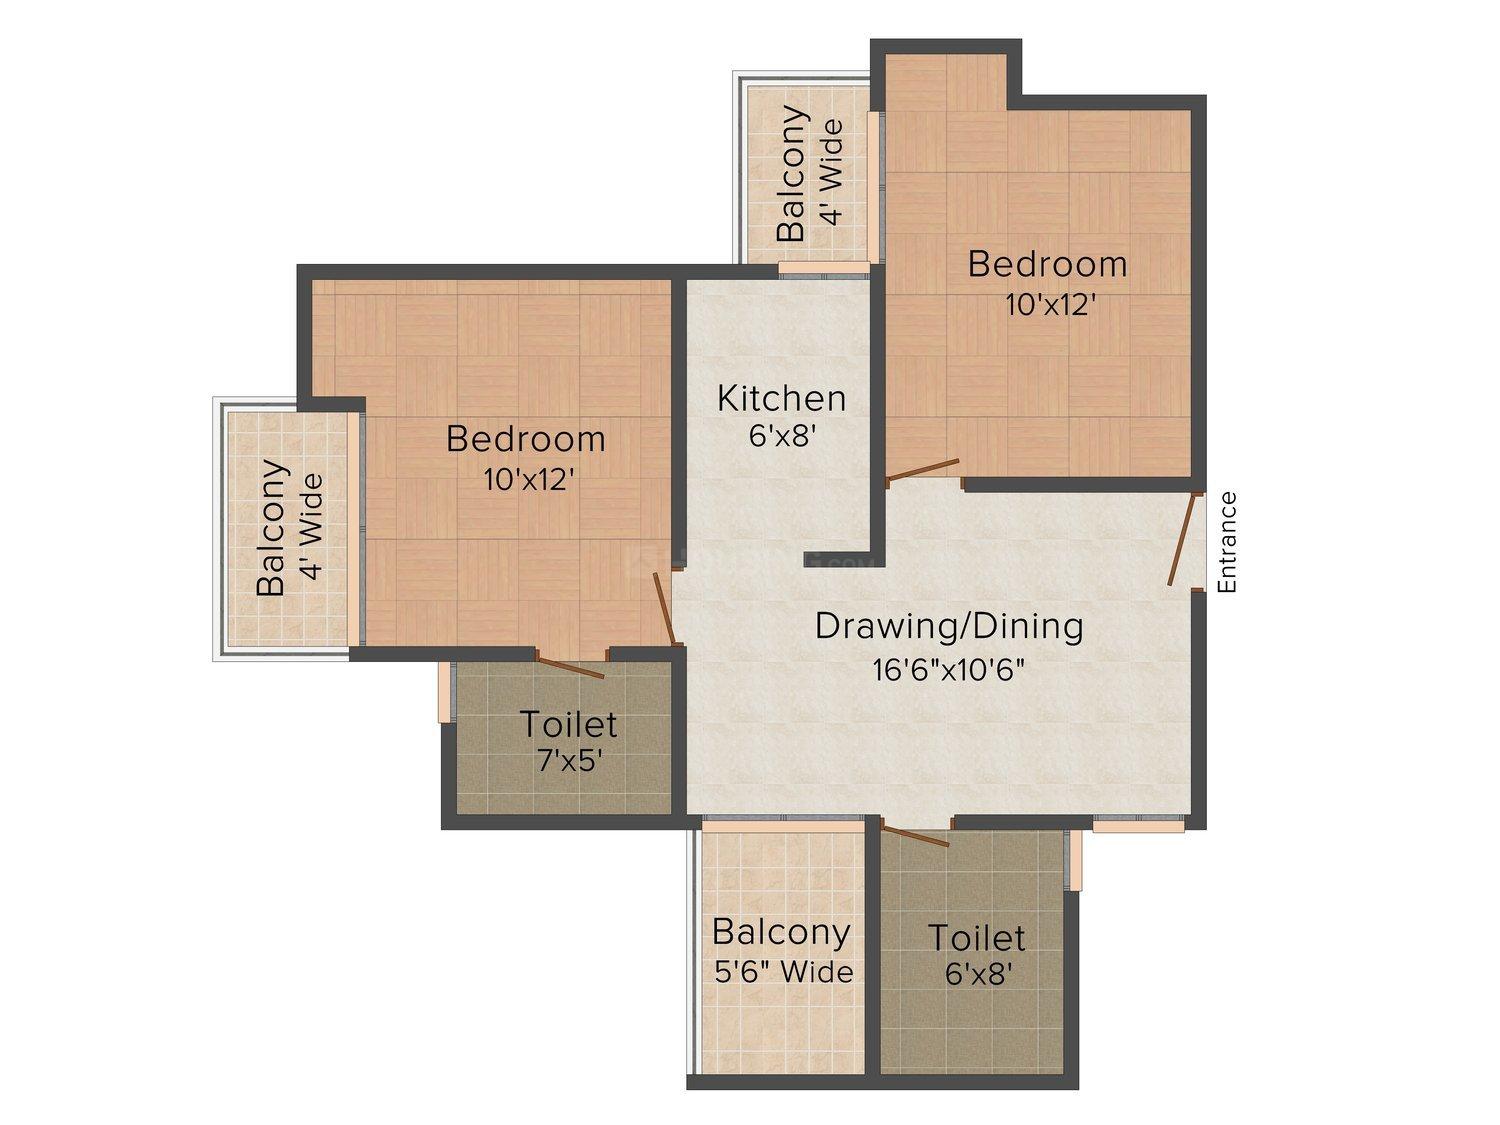 Balcony
4' Wide
Bedroom
10'x12'
Kitchen
6'x8'
Bedroom
10'x12'
Balcony
4' Wide
Entrance
Drawing/Dining
16'6"x10'6"
Toilet
7'x5'
Balcony
5'6" Wide
Toilet
6'x8'